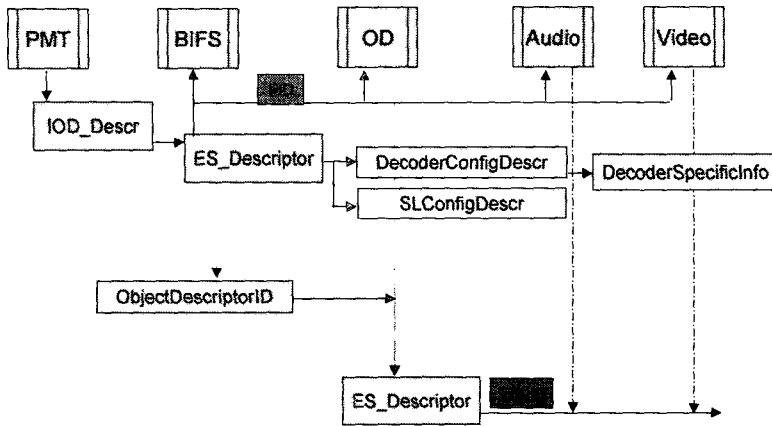 PMT
BIFS
OD
Audio
Video
IOD_Descr
ES_Descriptor
DecoderConfigDescr
DecoderSpecificInfo
SLConfigDescr
ObjectDescriptorID
ES_Descriptor